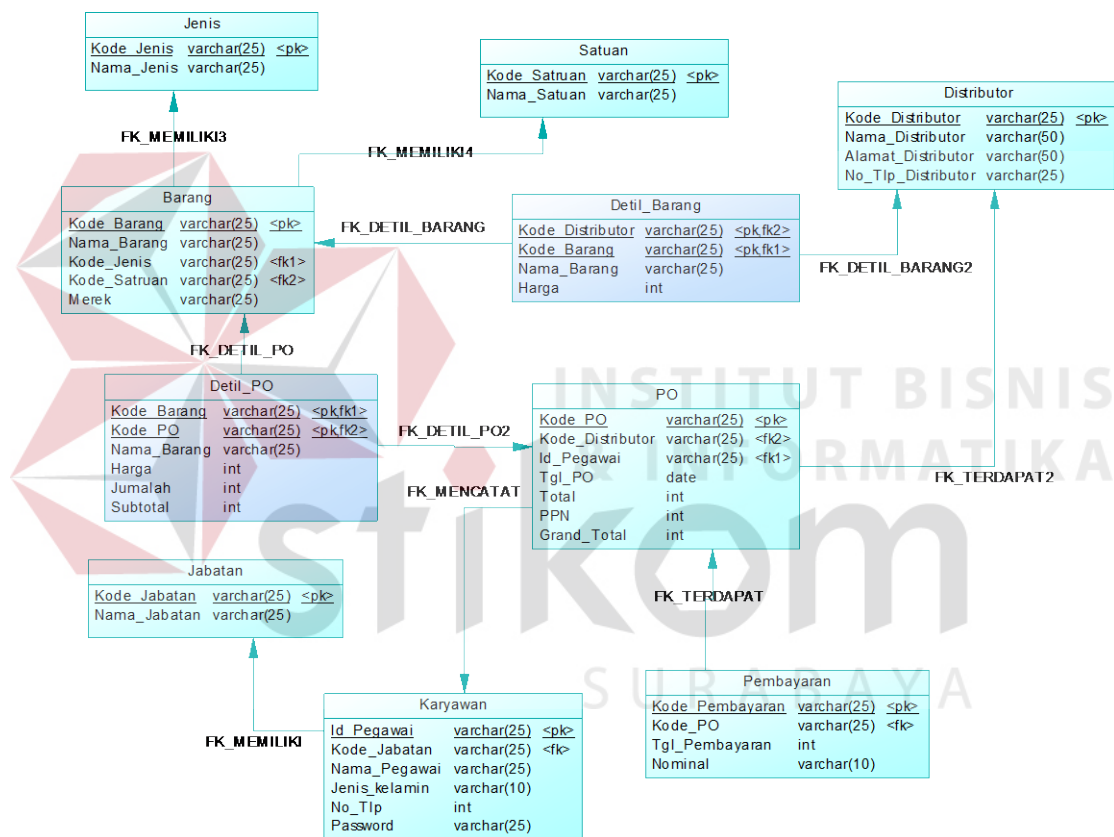 Jenis
Kode_Jenis varchar(25) <pk>
Nama_Jenis varchar(25)
Satuan
Kode_Satruan varchar(25) <pk>
Nama_Satuan varchar(25)
Distributor
Kode_Distributor varchar(25) <pk>
Nama_Distributor varchar(50)
Alamat_Distributor varchar(50)
No_Tlp_Distributor varchar(25)
FK_MEMILIKI3
FK_MEMILIKI4
Barang
Kode_Barang varchar(25) <pk>
Nama_Barang varchar(25)
Kode_Jenis varchar(25) <fk1>
Kode_Satruan varchar(25) <fk2>
Merek varchar(25)
FK_DETIL_BARANG
Detil_Barang
Kode_Distributor varchar(25) <pk,fk2>
Kode_Barang varchar(25) <pk,fk1>
Nama_Barang varchar(25)
Harga int
FK_DETIL_BARANG2
FK_DETIL_PO
Detil_PO
Kode_Barang varchar(25) <pk,fk1>
Kode_PO varchar(25) <pk,fk2>
Nama_Barang varchar(25)
Harga int
Jumalah int
Subtotal int
FK_DETIL_PO2
PO
Kode_PO varchar(25) <pk>
Kode_Distributor varchar(25) <fk2>
Id_Pegawai varchar(25) <fk1>
Tgl_PO date
Total int
PPN int
Grand_Total int
FK_MENCATAT
FK_TERDAPAT2
INSTITUT BISNIS
& INFORMATIKA
stikom
SURABAYA
Jabatan
Kode_Jabatan varchar(25) <pk>
Nama_Jabatan varchar(25)
FK_TERDAPAT
FK_MEMILIKI
Karyawan
Id_Pegawai varchar(25) <pk>
Kode_Jabatan varchar(25) <fk>
Nama_Pegawai varchar(25)
Jenis_kelamin varchar(10)
No_Tlp int
Password varchar(25)
Pembayaran
Kode_Pembayaran varchar(25) <pk>
Kode_PO varchar(25) <fk>
Tgl_Pembayaran int
Nominal varchar(10)